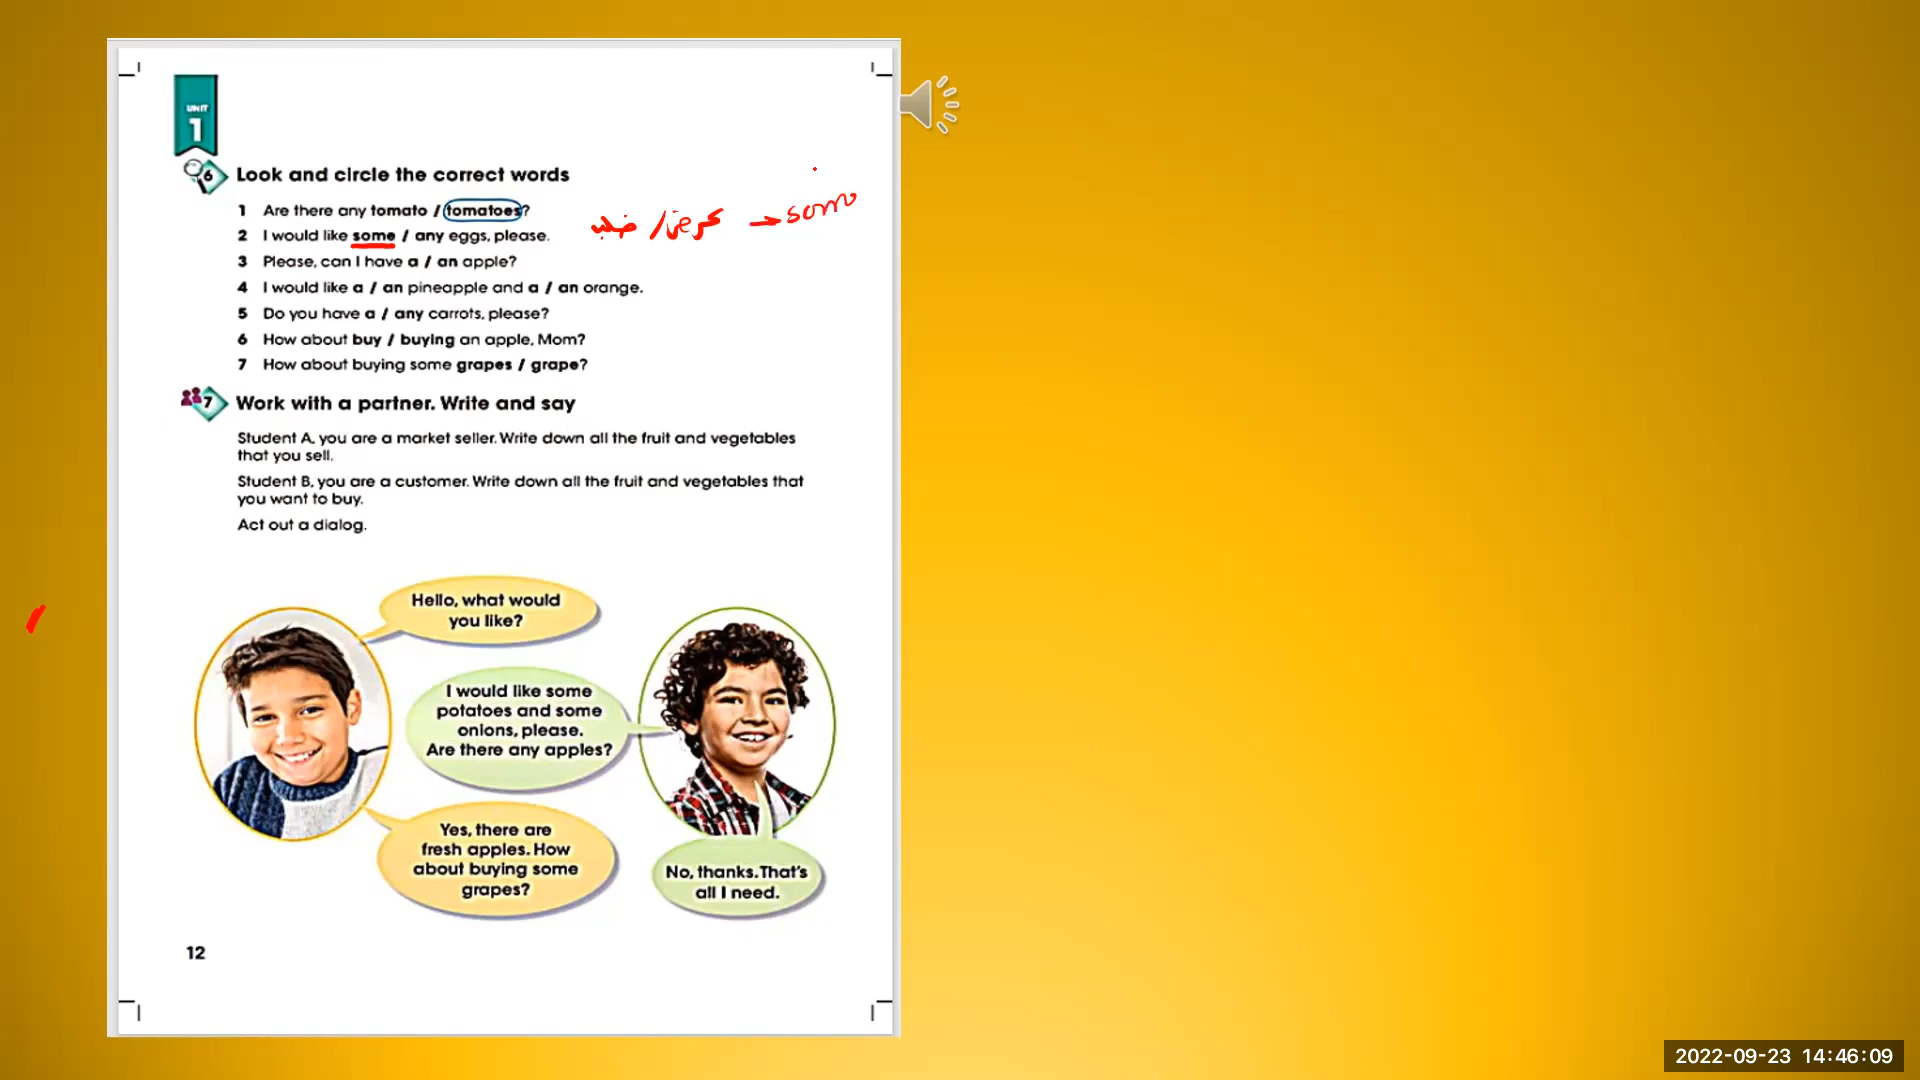 UNIT
1
6 Look and circle the correct words
1 Are there any tomato / tomatoes?
2 I would like some / any eggs, please.
عرض / طلب → some
3 Please, can I have a / an apple?
4 I would like a / an pineapple and a / an orange.
5 Do you have a / any carrots, please?
6 How about buy / buying an apple, Mom?
7 How about buying some grapes / grape?
7 Work with a partner. Write and say
Student A, you are a market seller. Write down all the fruit and vegetables
that you sell.
Student B, you are a customer. Write down all the fruit and vegetables that
you want to buy.
Act out a dialog.
Hello, what would
you like?
I would like some
potatoes and some
onions, please.
Are there any apples?
Yes, there are
fresh apples. How
about buying some
grapes?
No, thanks. That's
all I need.
12
2022-09-23 14:46:09